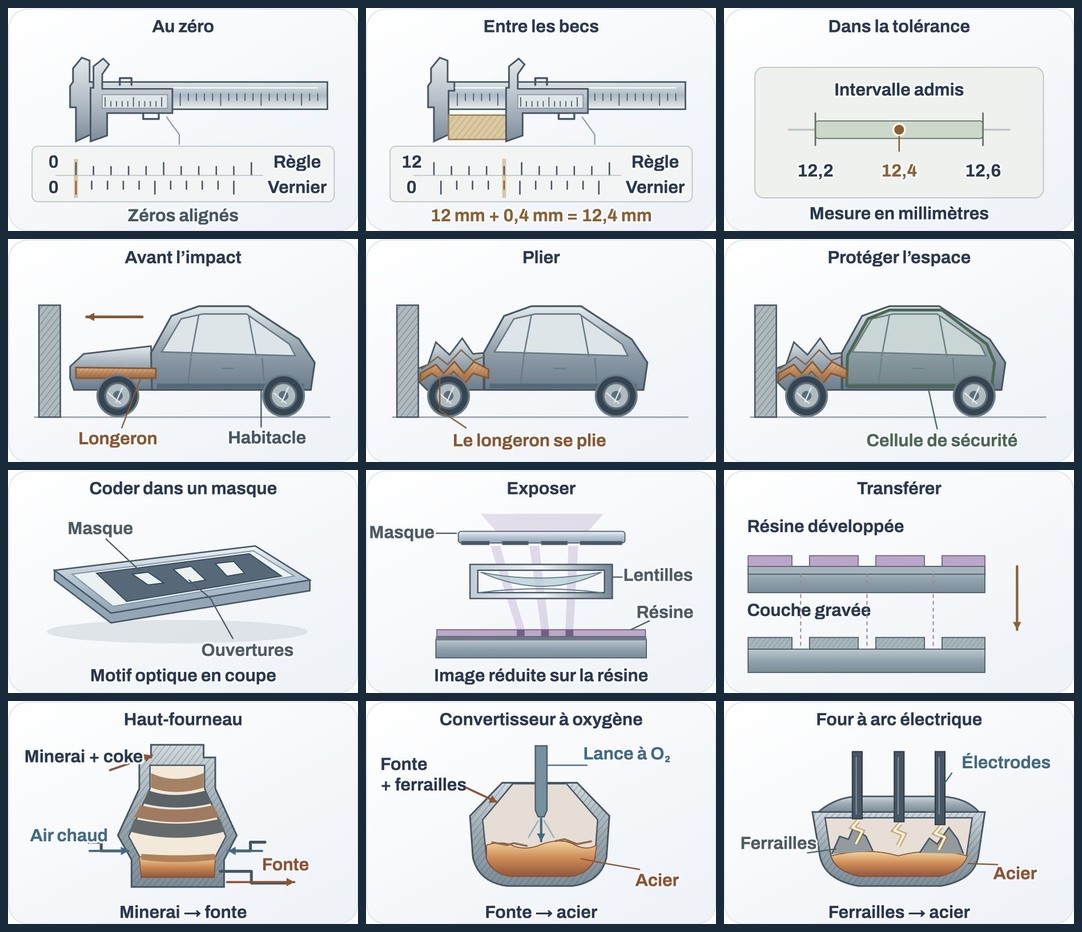 Au zéro
0 Règle
0 Vernier
Zéros alignés
Entre les becs
12 Règle
0 Vernier
12 mm + 0,4 mm = 12,4 mm
Dans la tolérance
Intervalle admis
12,2 12,4 12,6
Mesure en millimètres
Avant l’impact
Longeron
Habitacle
Plier
Le longeron se plie
Protéger l’espace
Cellule de sécurité
Coder dans un masque
Masque
Ouvertures
Motif optique en coupe
Exposer
Masque
Lentilles
Résine
Image réduite sur la résine
Transférer
Résine développée
Couche gravée
Haut-fourneau
Minerai + coke
Air chaud
Fonte
Minerai → fonte
Convertisseur à oxygène
Lance à O₂
Fonte
+ ferrailles
Acier
Fonte → acier
Four à arc électrique
Électrodes
Ferrailles
Acier
Ferrailles → acier